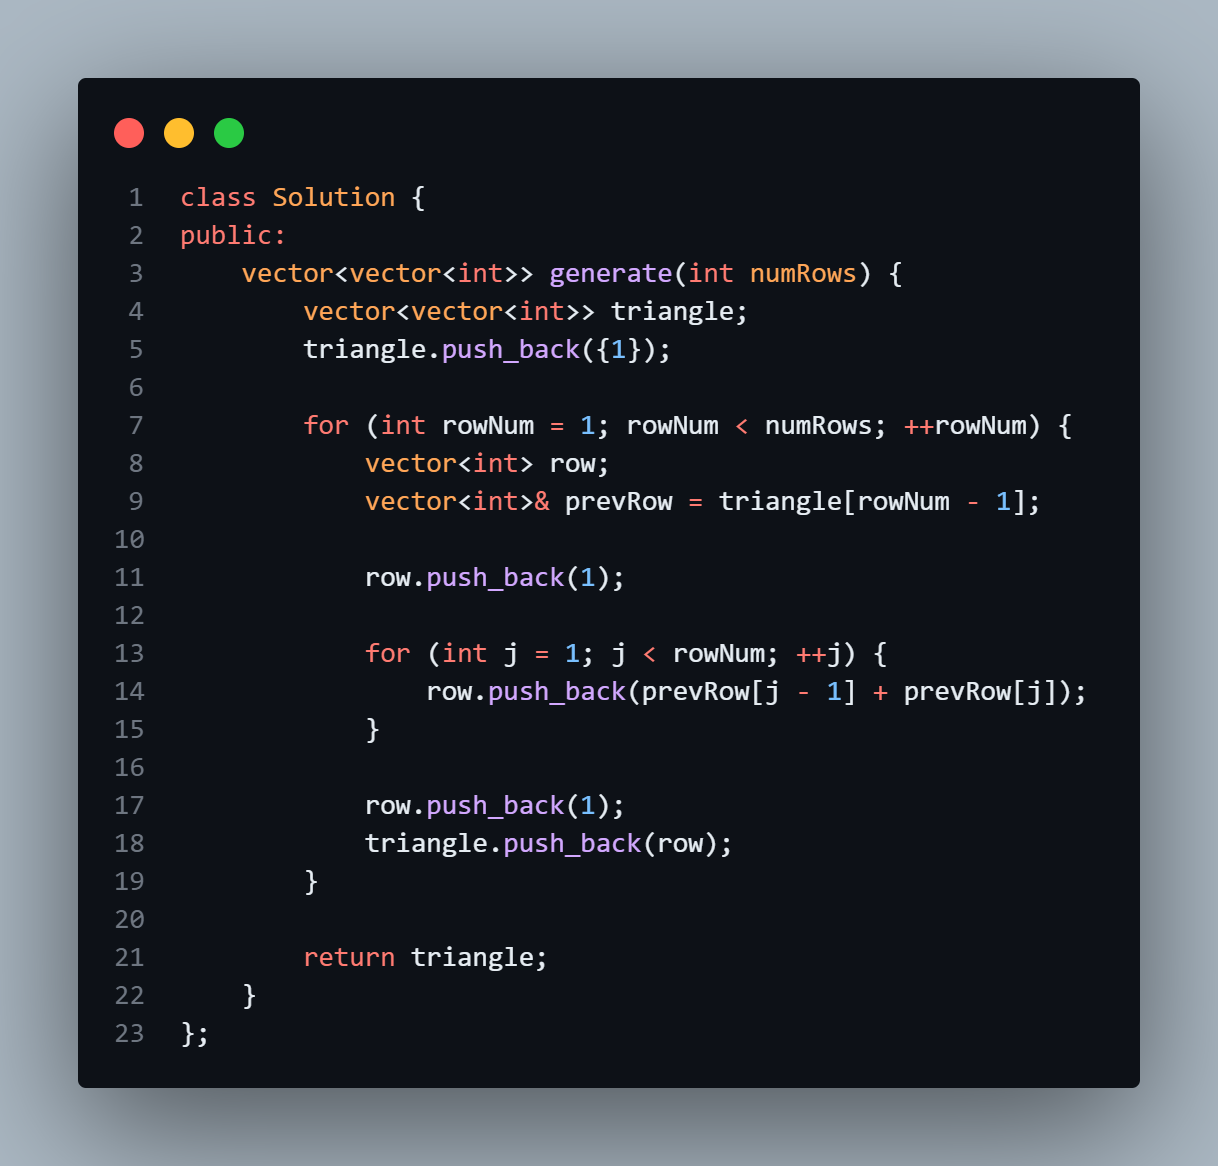 1 class Solution {
2 public:
3     vector<vector<int>> generate(int numRows) {
4         vector<vector<int>> triangle;
5         triangle.push_back({1});
6
7         for (int rowNum = 1; rowNum < numRows; ++rowNum) {
8             vector<int> row;
9             vector<int>& prevRow = triangle[rowNum - 1];
10
11             row.push_back(1);
12
13             for (int j = 1; j < rowNum; ++j) {
14                 row.push_back(prevRow[j - 1] + prevRow[j]);
15             }
16
17             row.push_back(1);
18             triangle.push_back(row);
19         }
20
21         return triangle;
22     }
23 };